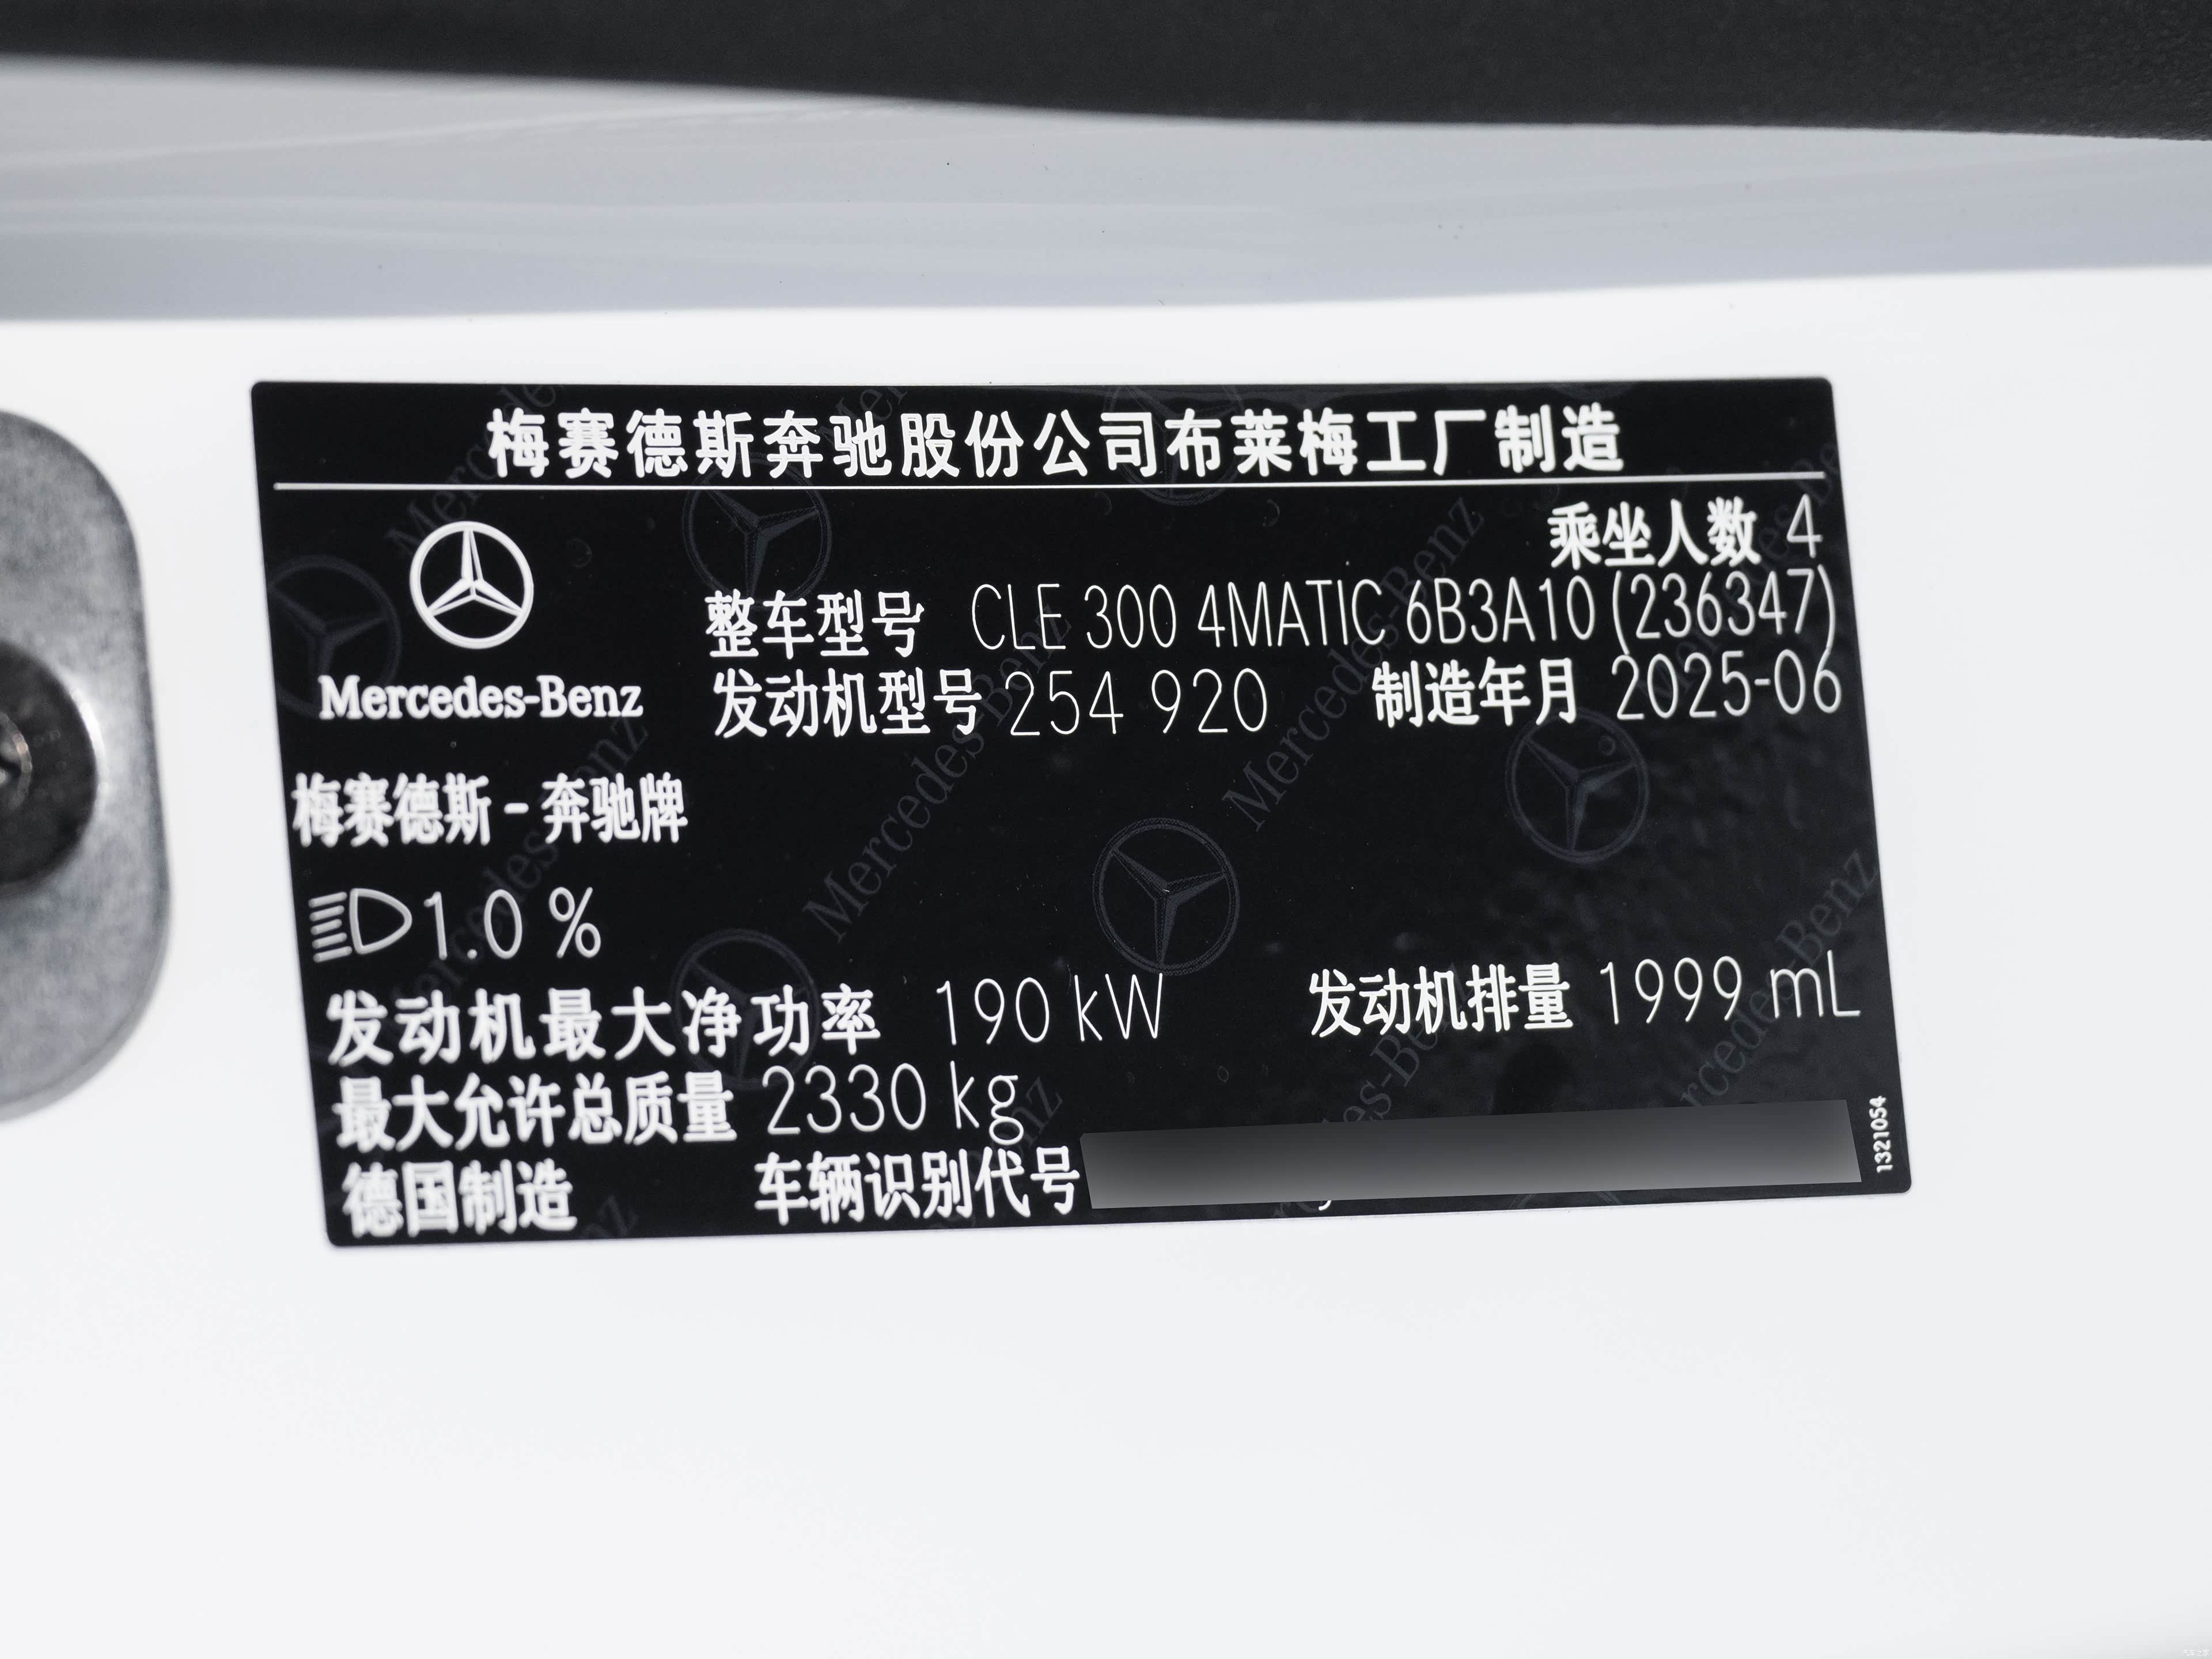 梅赛德斯奔驰股份公司布莱梅工厂制造
乘坐人数 4
整车型号 CLE 300 4MATIC 6B3A10 (236347)
Mercedes-Benz
发动机型号 254 920 制造年月 2025-06
梅赛德斯-奔驰牌
1.0 %
发动机最大净功率 190 kW 发动机排量 1999 mL
最大允许总质量 2330 kg
德国制造 车辆识别代号
1321054